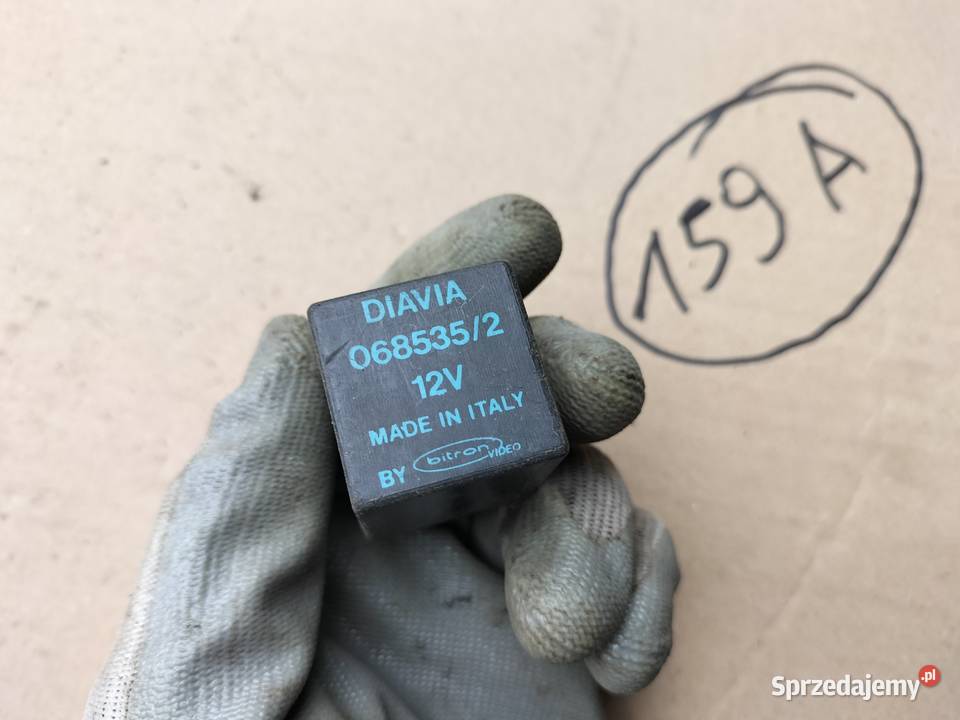 159 A
DIAVIA
068535/2
12V
MADE IN ITALY
BY bitron VIDEO
Sprzedajemy.pl